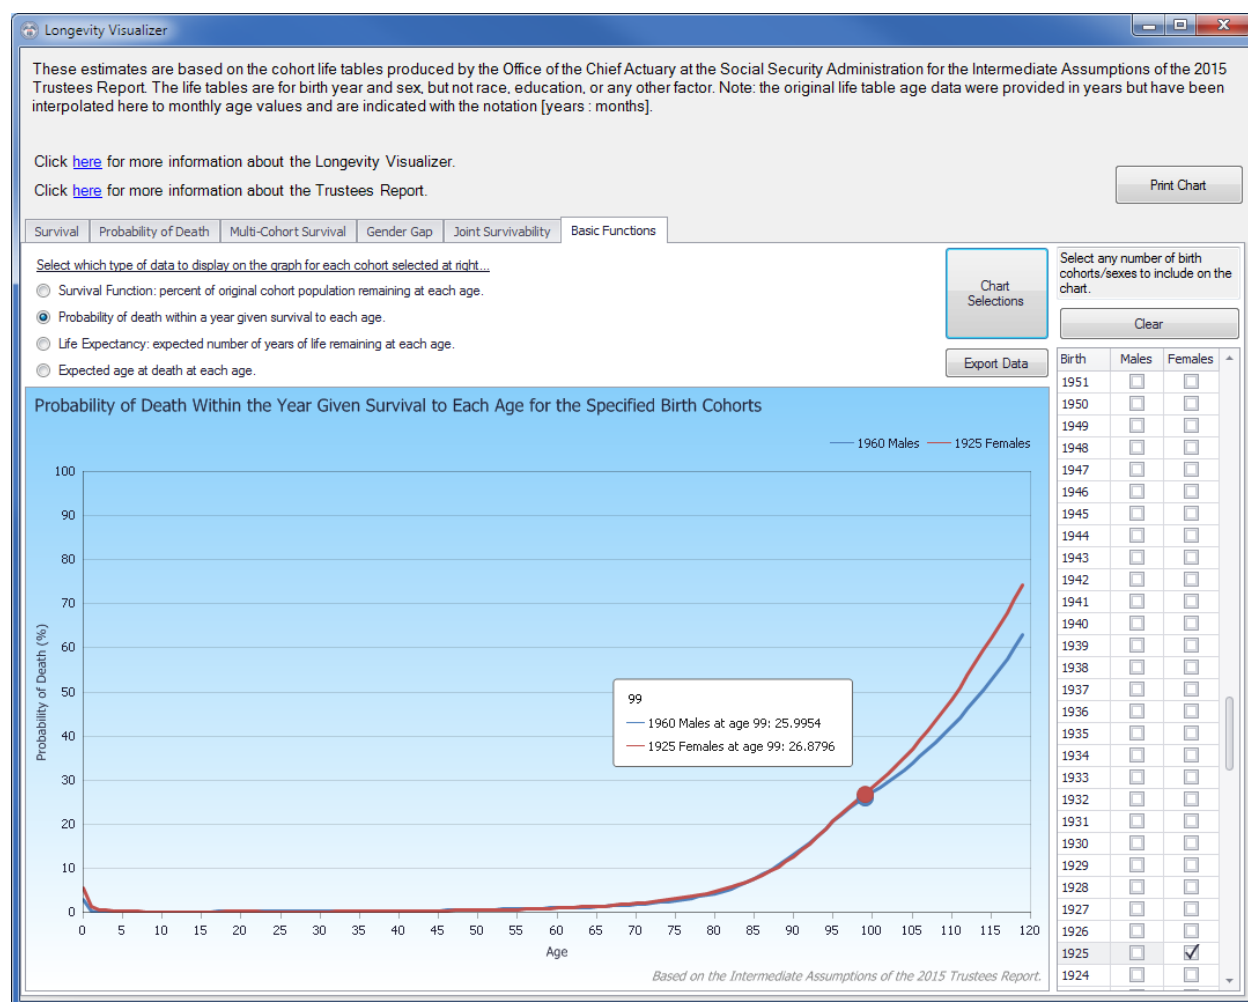 Longevity Visualizer
These estimates are based on the cohort life tables produced by the Office of the Chief Actuary at the Social Security Administration for the Intermediate Assumptions of the 2015
Trustees Report. The life tables are for birth year and sex, but not race, education, or any other factor. Note: the original life table age data were provided in years but have been
interpolated here to monthly age values and are indicated with the notation [years : months].
Click here for more information about the Longevity Visualizer.
Click here for more information about the Trustees Report.
Print Chart
Survival Probability of Death Multi-Cohort Survival Gender Gap Joint Survivability Basic Functions
Select which type of data to display on the graph for each cohort selected at right...
Survival Function: percent of original cohort population remaining at each age.
Probability of death within a year given survival to each age.
Life Expectancy: expected number of years of life remaining at each age.
Expected age at death at each age.
Chart
Selections
Export Data
Select any number of birth
cohorts/sexes to include on the
chart.
Clear
Birth Males Females
1951
1950
1949
1948
1947
1946
1945
1944
1943
1942
1941
1940
1939
1938
1937
1936
1935
1934
1933
1932
1931
1930
1929
1928
1927
1926
1925
1924
Probability of Death Within the Year Given Survival to Each Age for the Specified Birth Cohorts
1960 Males 1925 Females
Probability of Death (%)
100
90
80
70
60
50
40
30
20
10
0
99
1960 Males at age 99: 25.9954
1925 Females at age 99: 26.8796
0 5 10 15 20 25 30 35 40 45 50 55 60 65 70 75 80 85 90 95 100 105 110 115 120
Age
Based on the Intermediate Assumptions of the 2015 Trustees Report.